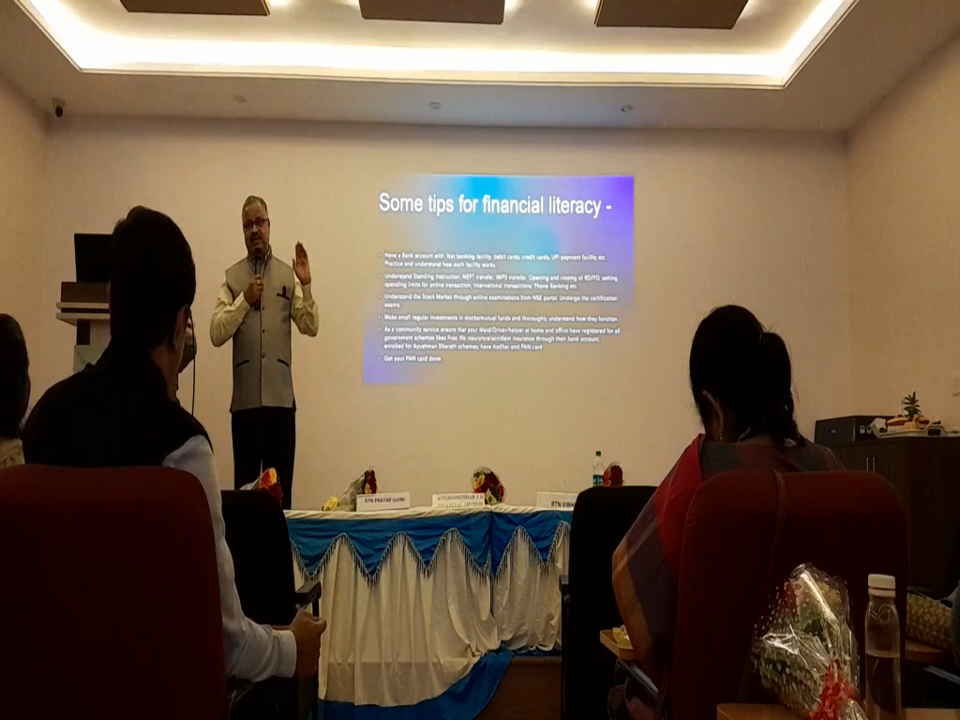 Some tips for financial literacy -
Have a Bank account with Net banking facility, debit cards, credit cards, UPI payment facility etc.
Practice and understand how each facility works.
Understand Standing Instruction, NEFT transfer, IMPS transfer, Opening and closing of RD/FD, setting
spending limits for online transaction, International transactions, Phone Banking etc
Understand the Stock Market through online examinations from NSE portal. Undergo the certification
exams.
Make small regular investments in stocks/mutual funds and thoroughly understand how they function.
As a community service ensure that your Maid/Driver/helper at home and office have registered for all
government schemes likes Free life insurance/accident insurance through their bank account,
enrolled for Ayushman Bharath schemes, have Aadhar and PAN card
Get your PAN card done.
RTN PRATAP
FINANCIAL
RTN